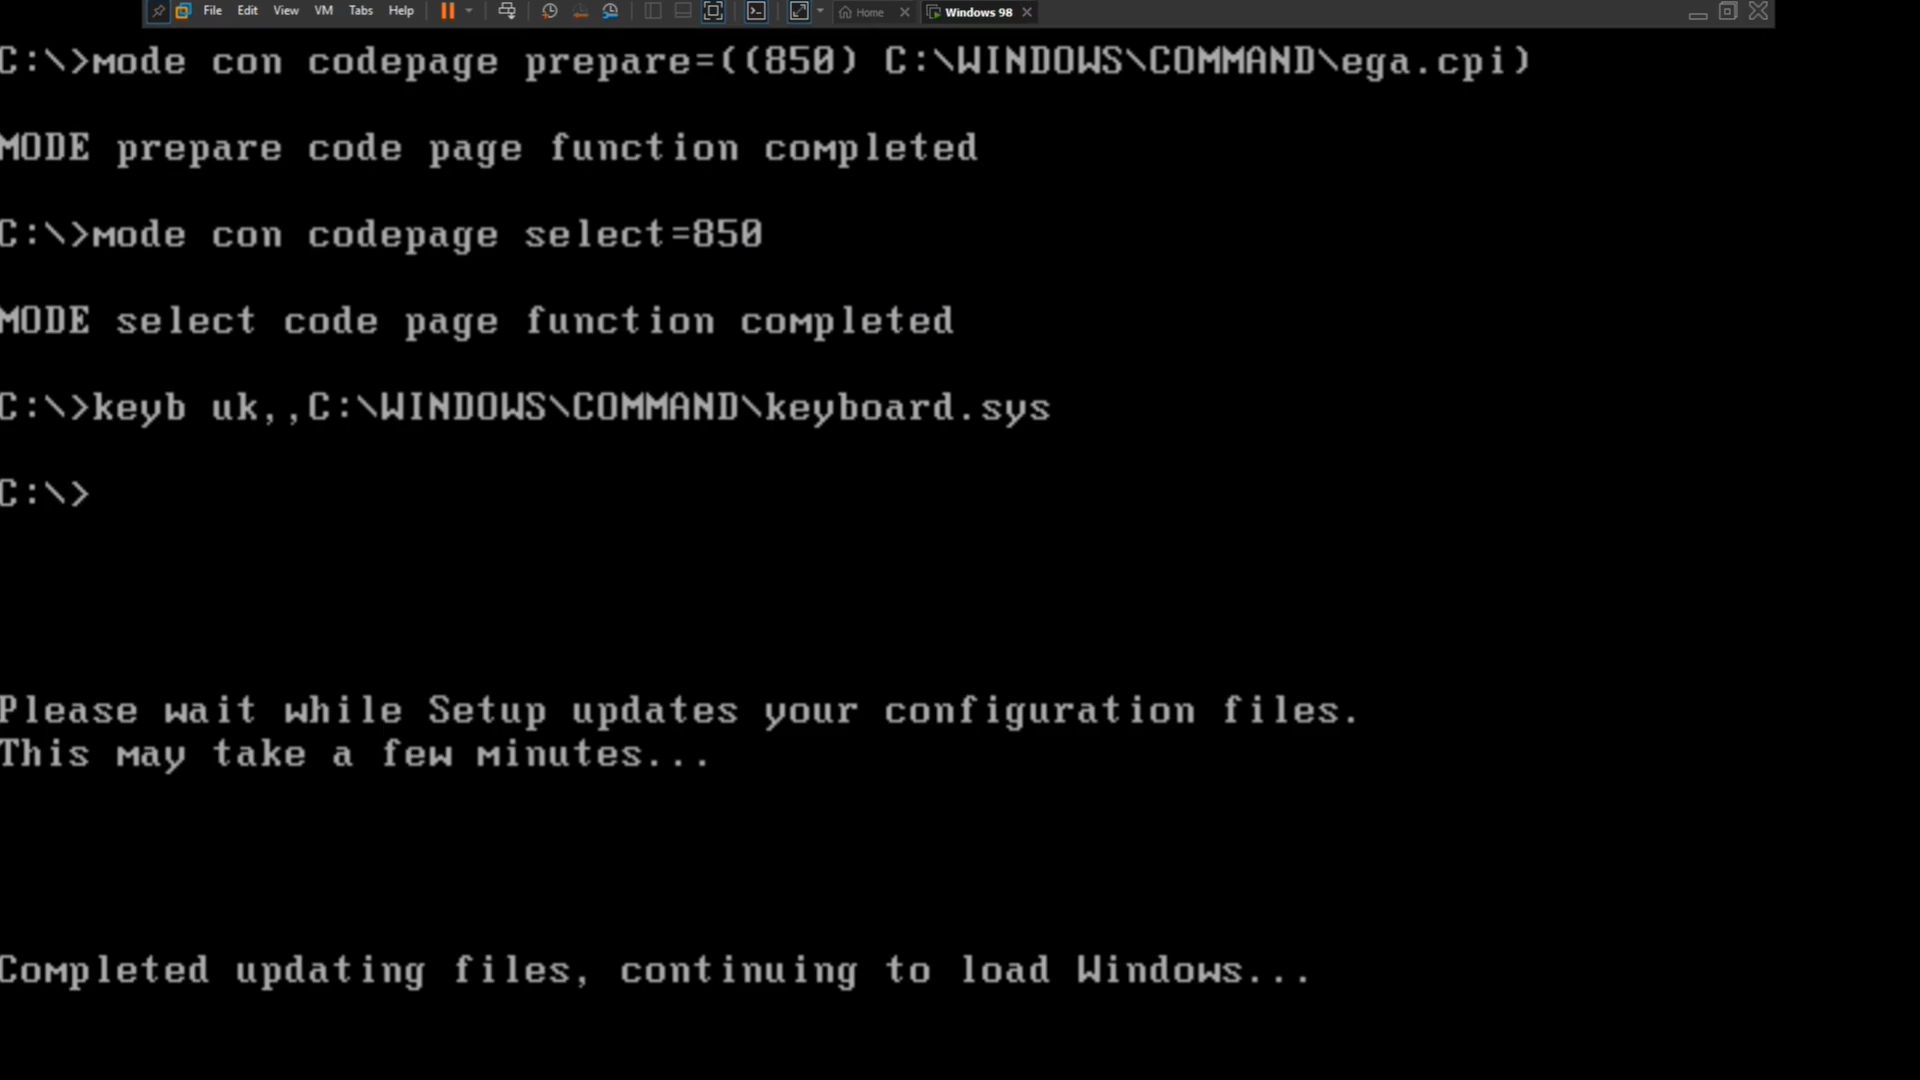 File Edit View VM Tabs Help Home Windows 98
C:\>mode con codepage prepare=((850) C:\WINDOWS\COMMAND\ega.cpi)
MODE prepare code page function completed
C:\>mode con codepage select=850
MODE select code page function completed
C:\>keyb uk,,C:\WINDOWS\COMMAND\keyboard.sys
C:\>
Please wait while Setup updates your configuration files.
This may take a few minutes...
Completed updating files, continuing to load Windows...